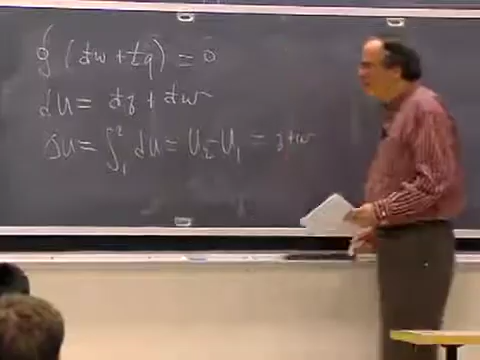 ∮(đw + đq) = 0
dU = đq + đw
ΔU = ∫₁² dU = U₂ - U₁ = q + w